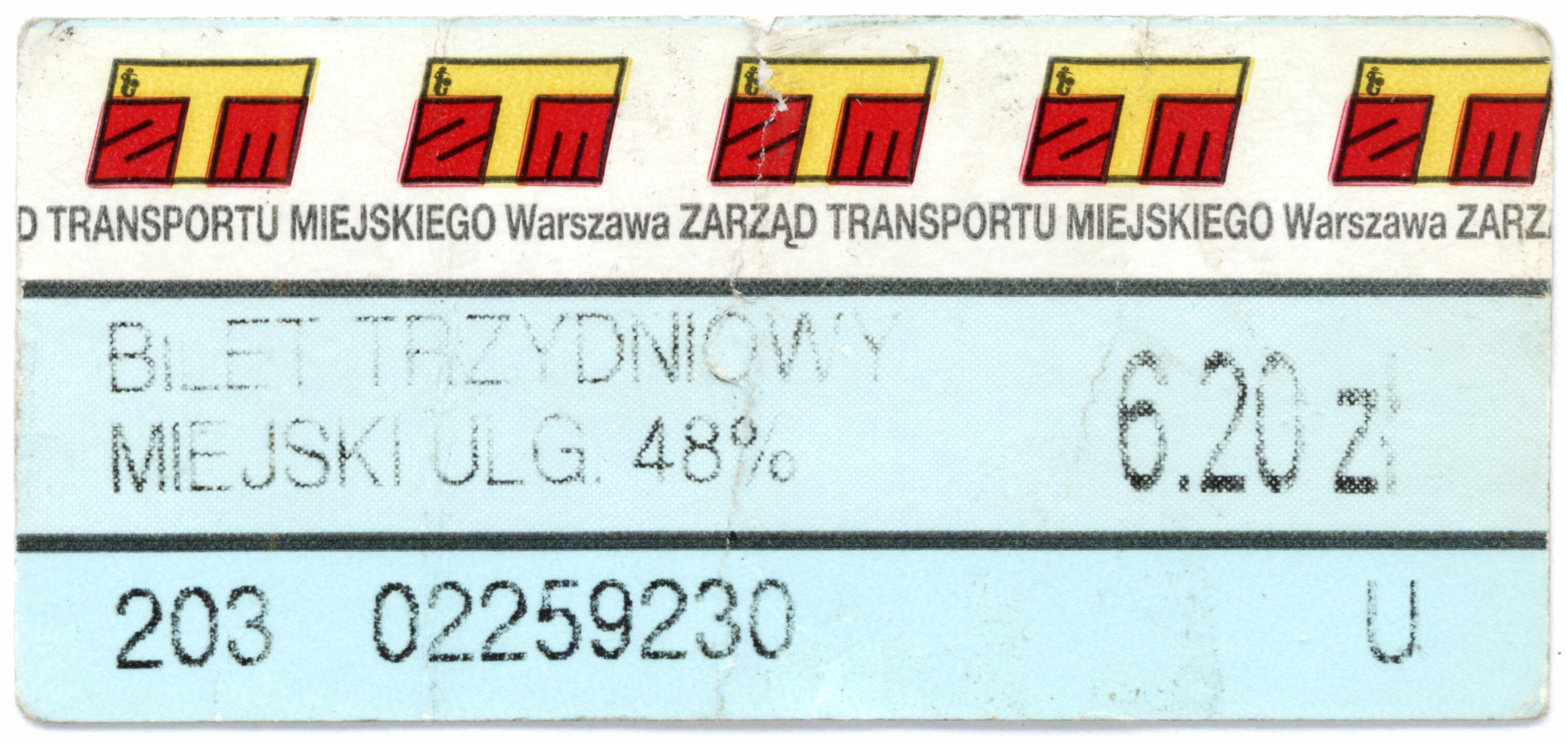 ZTM ZTM ZTM ZTM ZTM
D TRANSPORTU MIEJSKIEGO Warszawa ZARZĄD TRANSPORTU MIEJSKIEGO Warszawa ZARZĄ
BILET TRZYDNIOWY
MIEJSKI ULG. 48% 6.20 zł
203 02259230 U